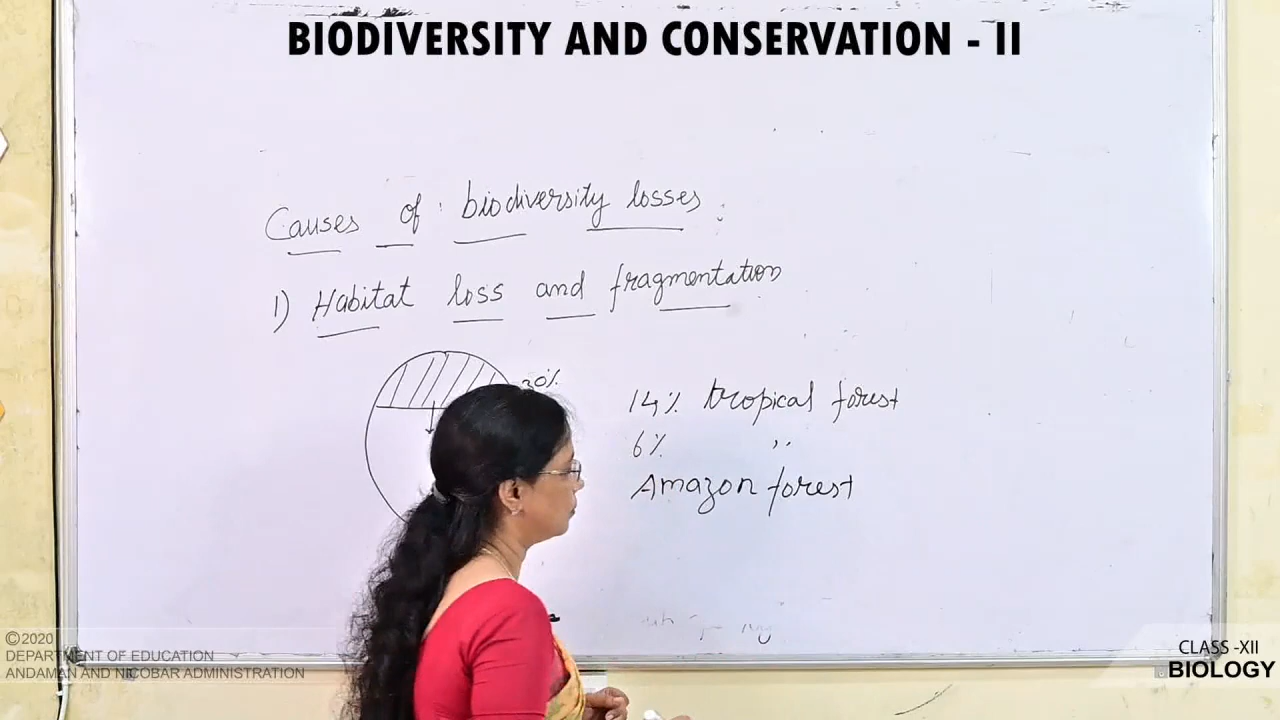 BIODIVERSITY AND CONSERVATION - II
Causes of biodiversity losses :
1) Habitat loss and fragmentation
30%
14% tropical forest
6% ,,
Amazon forest
©2020
DEPARTMENT OF EDUCATION
ANDAMAN AND NICOBAR ADMINISTRATION
CLASS -XII
BIOLOGY